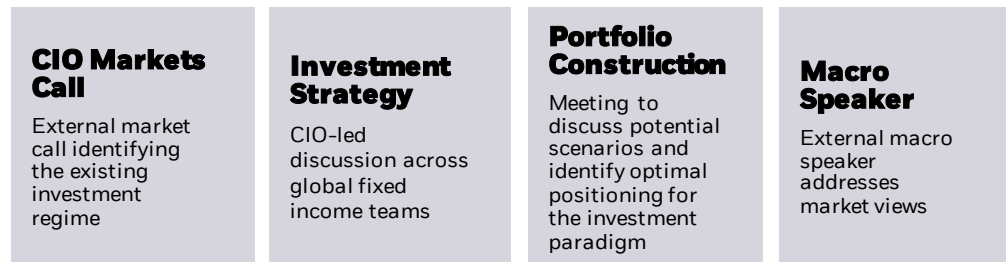 CIO Markets
Call
External market
call identifying
the existing
investment
regime
Investment
Strategy
CIO-led
discussion across
global fixed
income teams
Portfolio
Construction
Meeting to
discuss potential
scenarios and
identify optimal
positioning for
the investment
paradigm
Macro
Speaker
External macro
speaker
addresses
market views